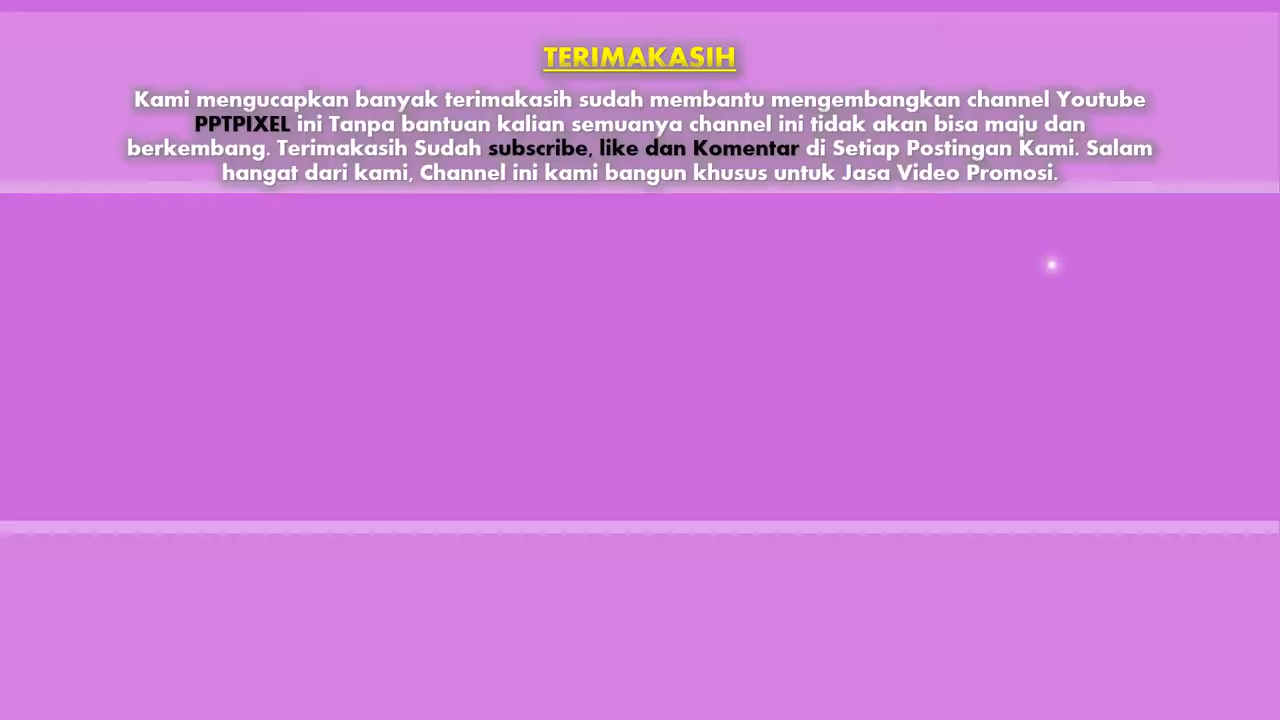 TERIMAKASIH
Kami mengucapkan banyak terimakasih sudah membantu mengembangkan channel Youtube
PPTPIXEL ini Tanpa bantuan kalian semuanya channel ini tidak akan bisa maju dan
berkembang. Terimakasih Sudah subscribe, like dan Komentar di Setiap Postingan Kami. Salam
hangat dari kami, Channel ini kami bangun khusus untuk Jasa Video Promosi.